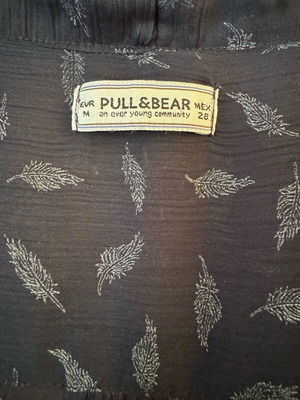 EUR PULL&BEAR MEX
M an ever young community 28